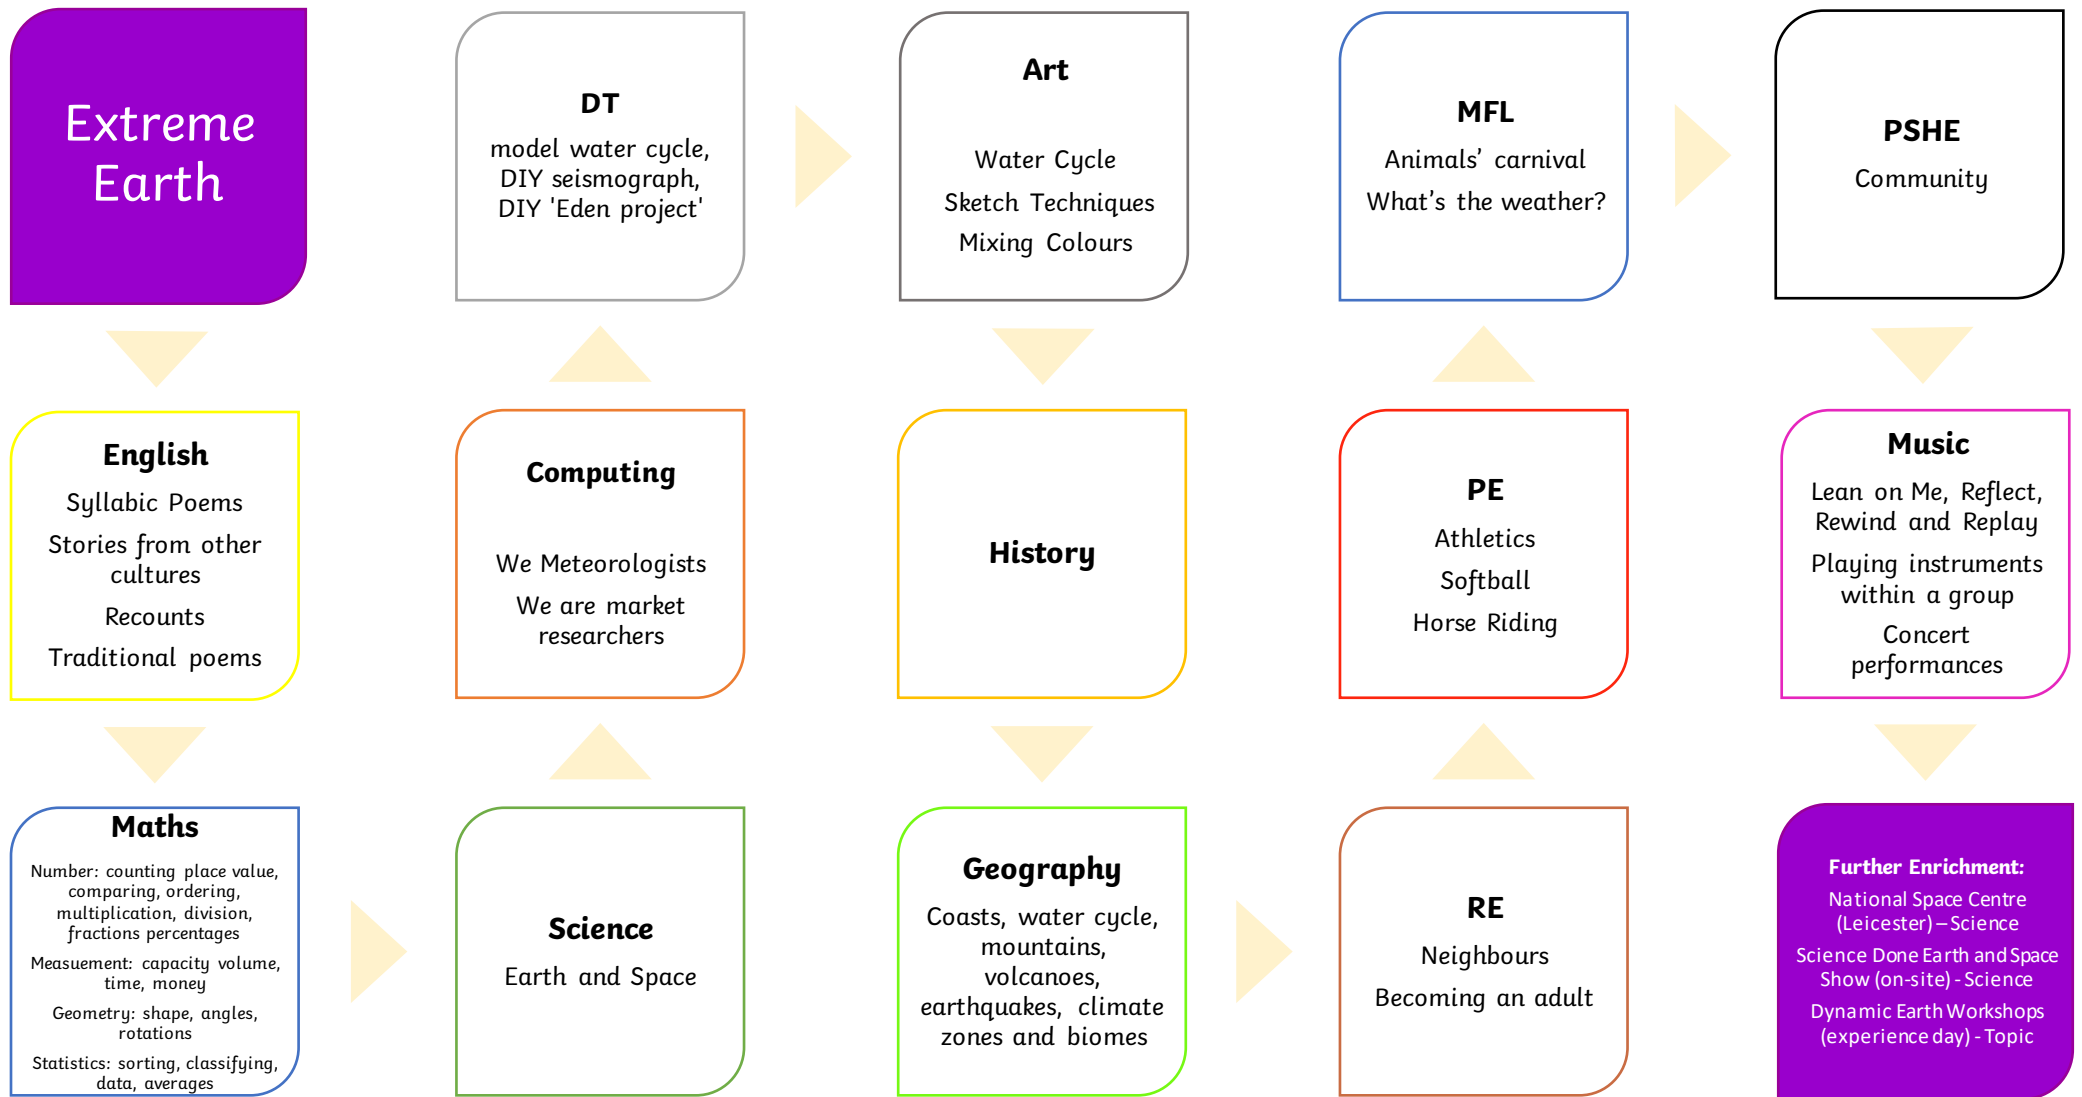 Extreme
Earth
English
Syllabic Poems
Stories from other
cultures
Recounts
Traditional poems
Maths
Number: counting place value,
comparing, ordering,
multiplication, division,
fractions percentages
Measuement: capacity volume,
time, money
Geometry: shape, angles,
rotations
Statistics: sorting, classifying,
data, averages
Science
Earth and Space
Computing
We Meteorologists
We are market
researchers
DT
model water cycle,
DIY seismograph,
DIY 'Eden project'
Art
Water Cycle
Sketch Techniques
Mixing Colours
History
Geography
Coasts, water cycle,
mountains,
volcanoes,
earthquakes, climate
zones and biomes
RE
Neighbours
Becoming an adult
PE
Athletics
Softball
Horse Riding
MFL
Animals’ carnival
What’s the weather?
PSHE
Community
Music
Lean on Me, Reflect,
Rewind and Replay
Playing instruments
within a group
Concert
performances
Further Enrichment:
National Space Centre
(Leicester) – Science
Science Done Earth and Space
Show (on-site) - Science
Dynamic Earth Workshops
(experience day) - Topic